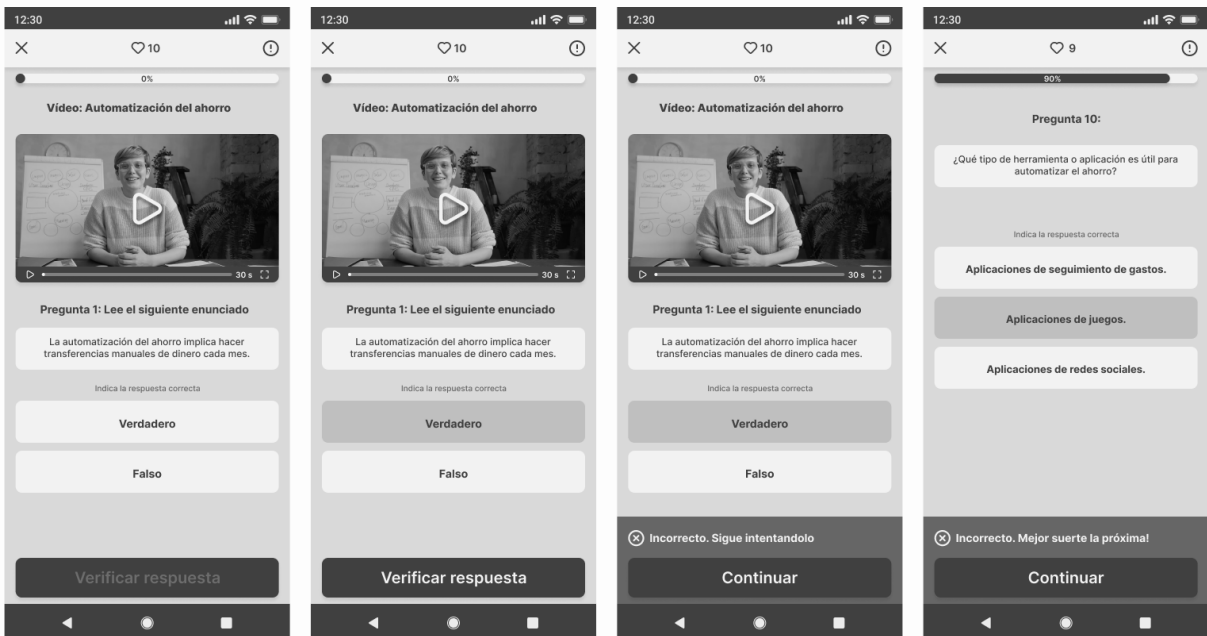 12:30
10
0%
Vídeo: Automatización del ahorro
30 s
Pregunta 1: Lee el siguiente enunciado
La automatización del ahorro implica hacer
transferencias manuales de dinero cada mes.
Indica la respuesta correcta
Verdadero
Falso
Verificar respuesta
12:30
10
0%
Vídeo: Automatización del ahorro
30 s
Pregunta 1: Lee el siguiente enunciado
La automatización del ahorro implica hacer
transferencias manuales de dinero cada mes.
Indica la respuesta correcta
Verdadero
Falso
Verificar respuesta
12:30
10
0%
Vídeo: Automatización del ahorro
30 s
Pregunta 1: Lee el siguiente enunciado
La automatización del ahorro implica hacer
transferencias manuales de dinero cada mes.
Indica la respuesta correcta
Verdadero
Falso
Incorrecto. Sigue intentandolo
Continuar
12:30
9
90%
Pregunta 10:
¿Qué tipo de herramienta o aplicación es útil para
automatizar el ahorro?
Indica la respuesta correcta
Aplicaciones de seguimiento de gastos.
Aplicaciones de juegos.
Aplicaciones de redes sociales.
Incorrecto. Mejor suerte la próxima!
Continuar